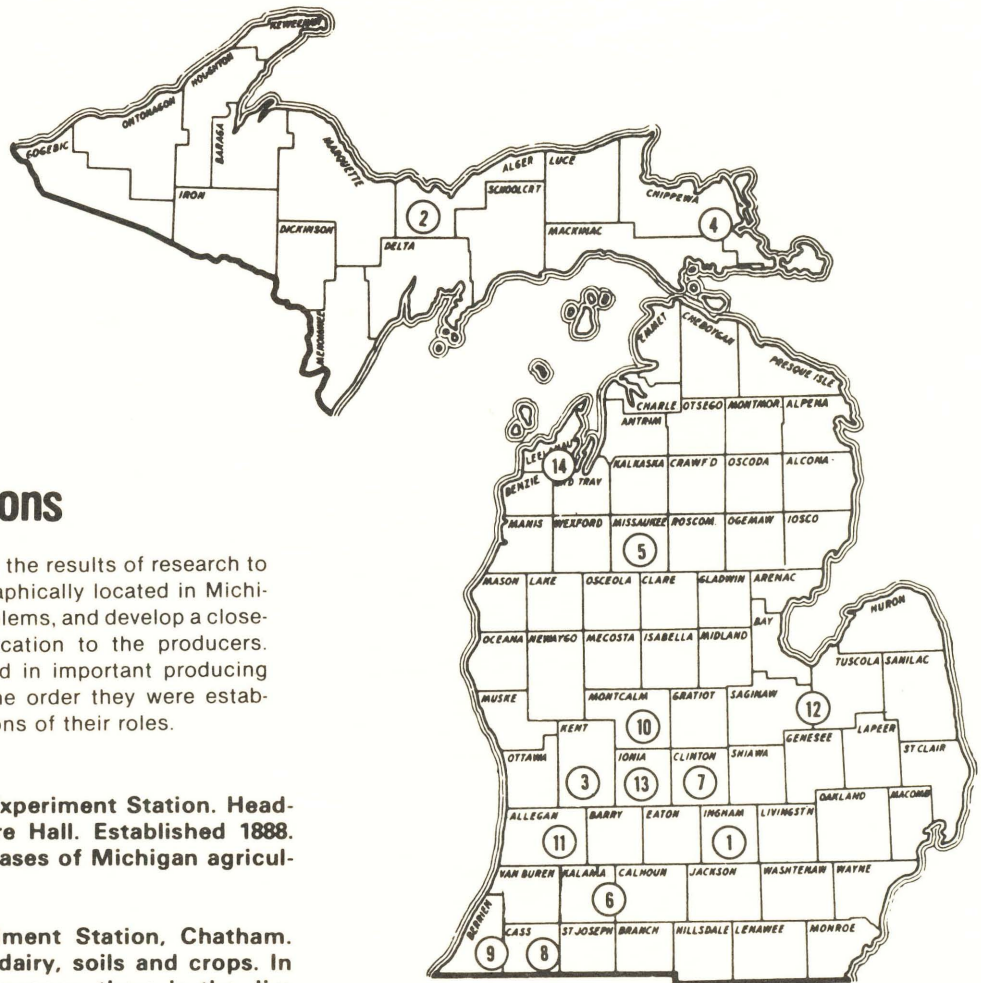 KEWEENAW
HOUGHTON
ONTONAGON
GOGEBIC
BARAGA
MARQUETTE
IRON
ALGER
LUCE
SCHOOLCRT
CHIPPEWA
2
4
DICKINSON
DELTA
MACKINAC
MENOMINEE
EMMET
CHEBOYGAN
PRESQUE ISLE
CHARLE
OTSEGO
MONTMOR.
ALPENA
ANTRIM
LEELANAU
14
KALKASKA
CRAWF'D
OSCODA
ALCONA
BENZIE
GRD TRAY
MANIS
WEXFORD
MISSAUKEE
ROSCOM.
OGEMAW
IOSCO
5
MASON
LAKE
OSCEOLA
CLARE
GLADWIN
ARENAC
HURON
BAY
OCEANA
NEWAYGO
MECOSTA
ISABELLA
MIDLAND
TUSCOLA
SANILAC
MUSKE
MONTCALM
GRATIOT
SAGINAW
10
12
KENT
GENESEE
LAPEER
ST CLAIR
OTTAWA
IONIA
CLINTON
SHIAWA
3
13
7
ALLEGAN
BARRY
EATON
INGHAM
LIVINGST'N
OAKLAND
MACOMB
11
1
VAN BUREN
KALAMA
CALHOUN
JACKSON
WASHTENAW
WAYNE
6
BERRIEN
CASS
ST JOSEPH
BRANCH
HILLSDALE
LENAWEE
MONROE
9
8
ons
the results of research to
aphically located in Michi-
lems, and develop a close-
cation to the producers.
d in important producing
ne order they were estab-
ons of their roles.
xperiment Station. Head-
re Hall. Established 1888.
ases of Michigan agricul-
ment Station, Chatham.
dairy, soils and crops. In